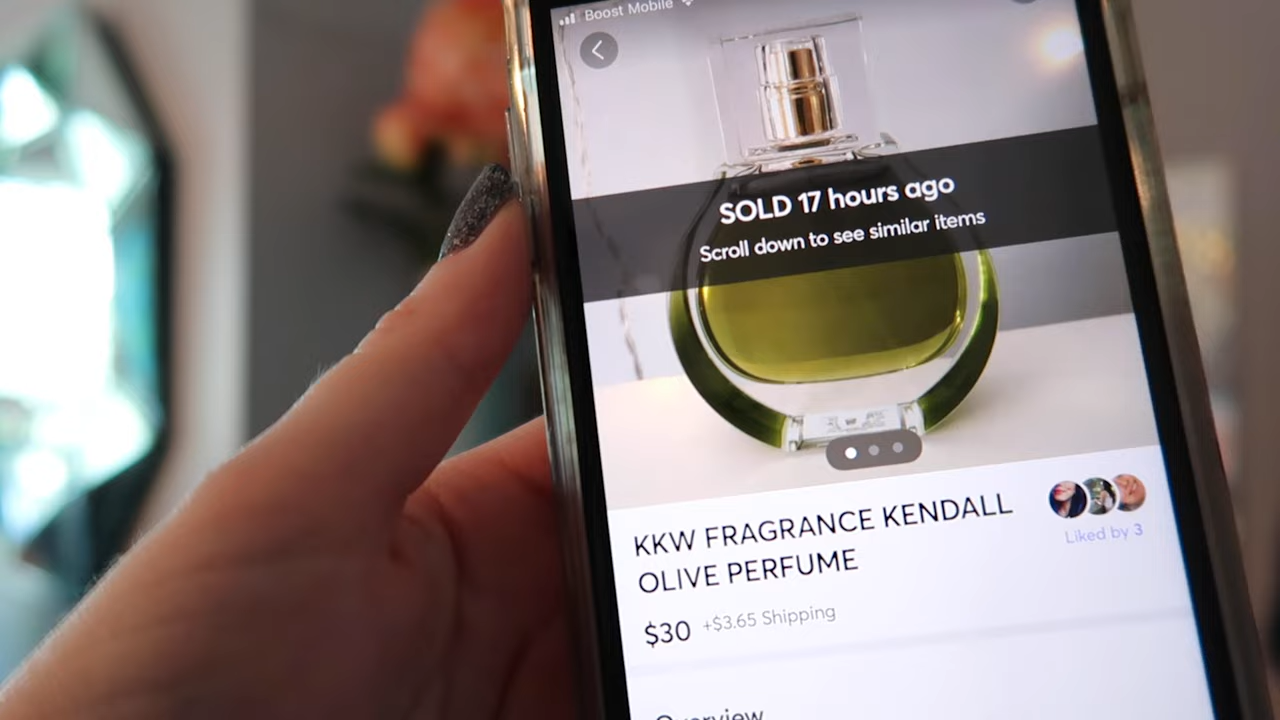 Boost Mobile
SOLD 17 hours ago
Scroll down to see similar items
KKW FRAGRANCE KENDALL
OLIVE PERFUME
Liked by 3
$30 +$3.65 Shipping
Overview